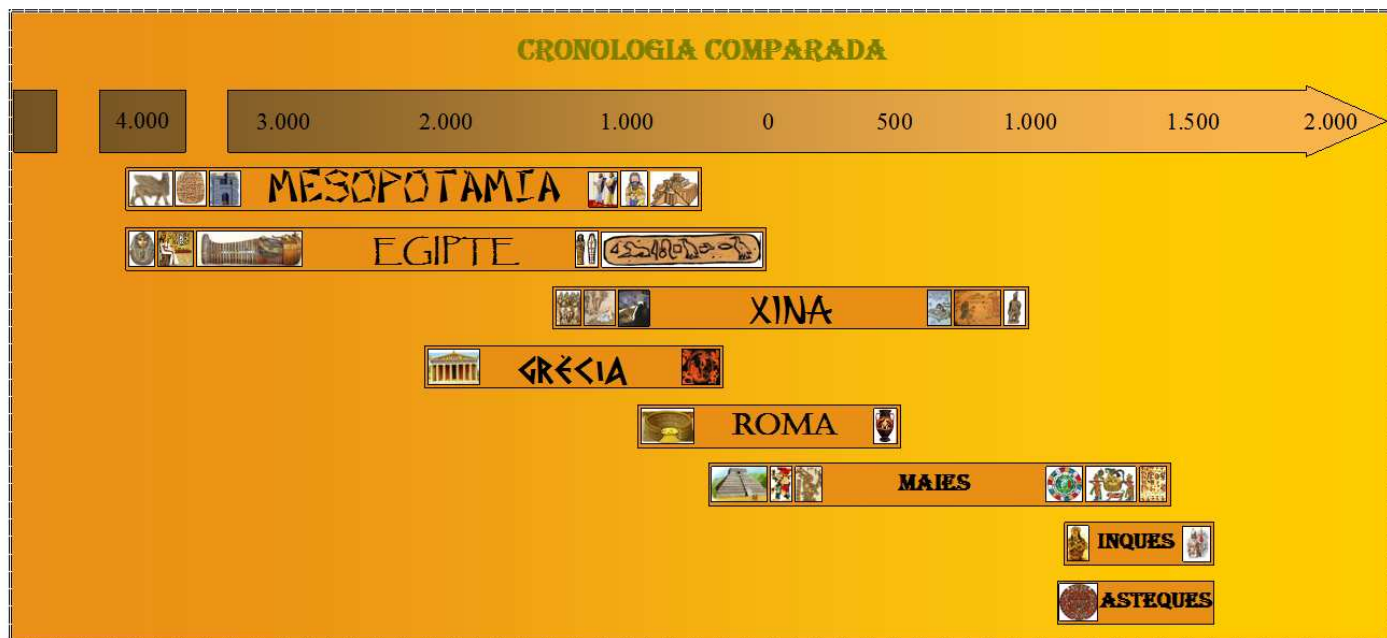 CRONOLOGIA COMPARADA
4.000 3.000 2.000 1.000 0 500 1.000 1.500 2.000
MESOPOTAMIA
EGIPTE
XINA
GRÈCIA
ROMA
MAIES
INQUES
ASTEQUES